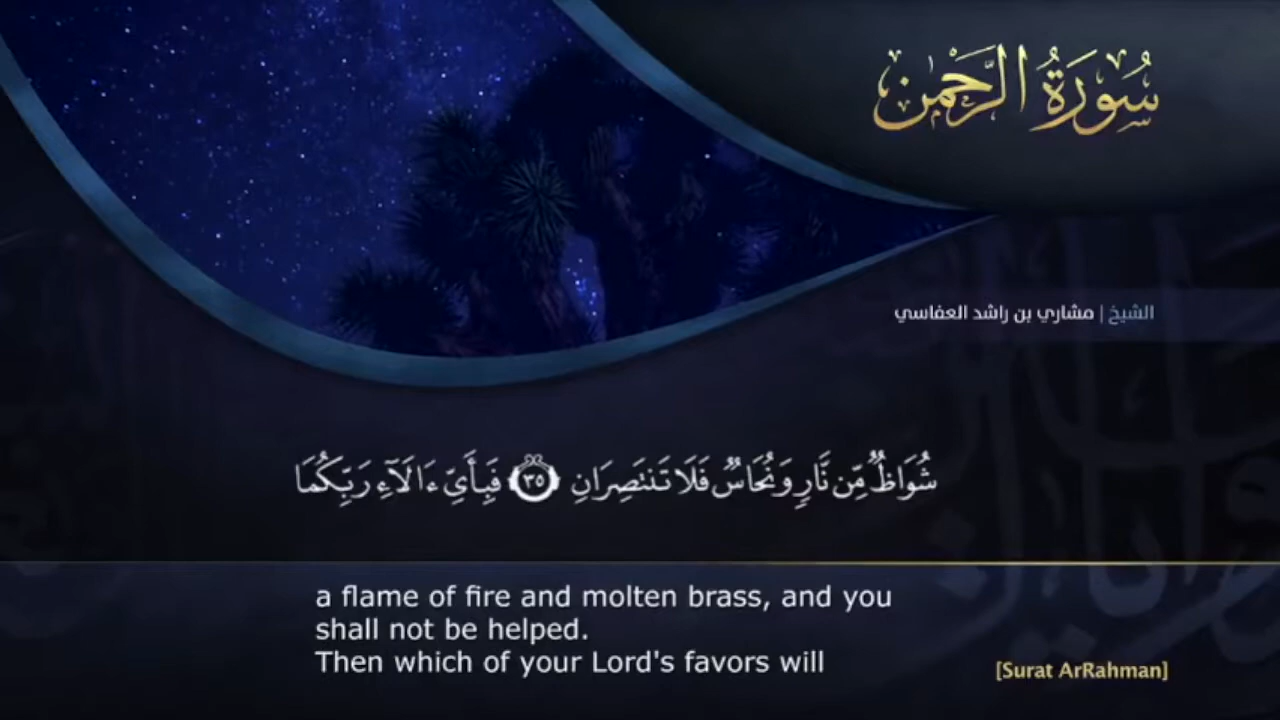 سُورَةُ الرَّحْمٰن
الشيخ | مشاري بن راشد العفاسي
شُوَاظٌ مِّن نَّارٍ وَنُحَاسٌ فَلَا تَنتَصِرَانِ ٣٥ فَبِأَيِّ ءَالَآءِ رَبِّكُمَا
a flame of fire and molten brass, and you
shall not be helped.
Then which of your Lord's favors will
[Surat ArRahman]